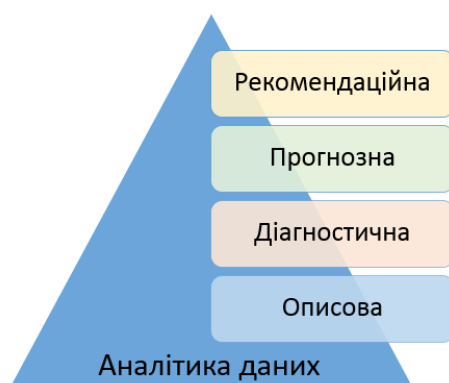 Рекомендаційна
Прогнозна
Діагностична
Описова
Аналітика даних